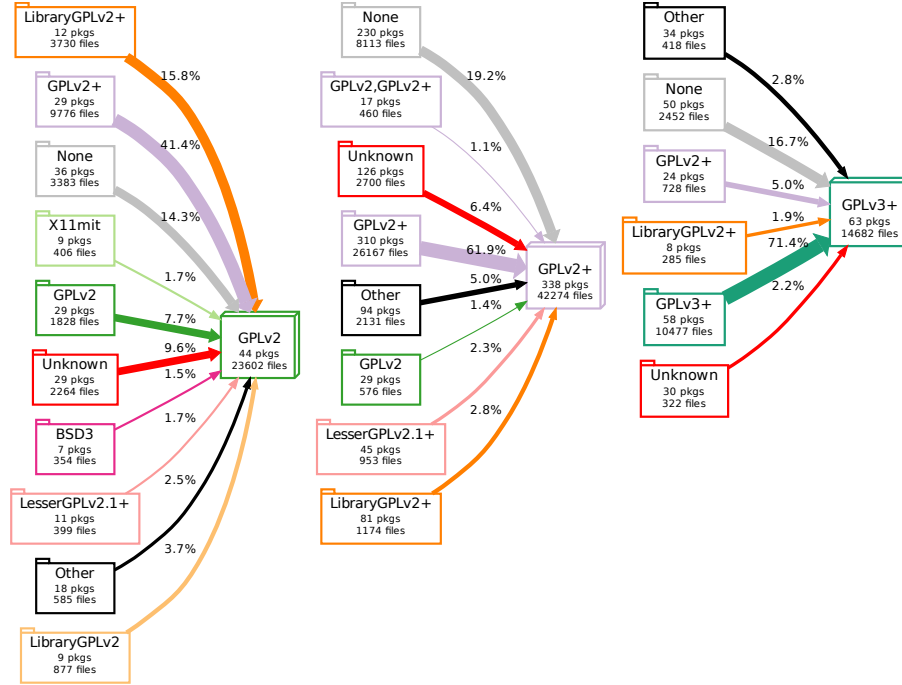 LibraryGPLv2+
12 pkgs
3730 files
15.8%
GPLv2+
29 pkgs
9776 files
41.4%
None
36 pkgs
3383 files
14.3%
X11mit
9 pkgs
406 files
1.7%
GPLv2
29 pkgs
1828 files
7.7%
Unknown
29 pkgs
2264 files
9.6%
BSD3
7 pkgs
354 files
1.5%
LesserGPLv2.1+
11 pkgs
399 files
1.7%
Other
18 pkgs
585 files
2.5%
LibraryGPLv2
9 pkgs
877 files
3.7%
GPLv2
44 pkgs
23602 files
None
230 pkgs
8113 files
19.2%
GPLv2,GPLv2+
17 pkgs
460 files
1.1%
Unknown
126 pkgs
2700 files
6.4%
GPLv2+
310 pkgs
26167 files
61.9%
Other
94 pkgs
2131 files
5.0%
GPLv2
29 pkgs
576 files
1.4%
LesserGPLv2.1+
45 pkgs
953 files
2.3%
LibraryGPLv2+
81 pkgs
1174 files
2.8%
GPLv2+
338 pkgs
42274 files
Other
34 pkgs
418 files
2.8%
None
50 pkgs
2452 files
16.7%
GPLv2+
24 pkgs
728 files
5.0%
LibraryGPLv2+
8 pkgs
285 files
1.9%
GPLv3+
58 pkgs
10477 files
71.4%
Unknown
30 pkgs
322 files
2.2%
GPLv3+
63 pkgs
14682 files